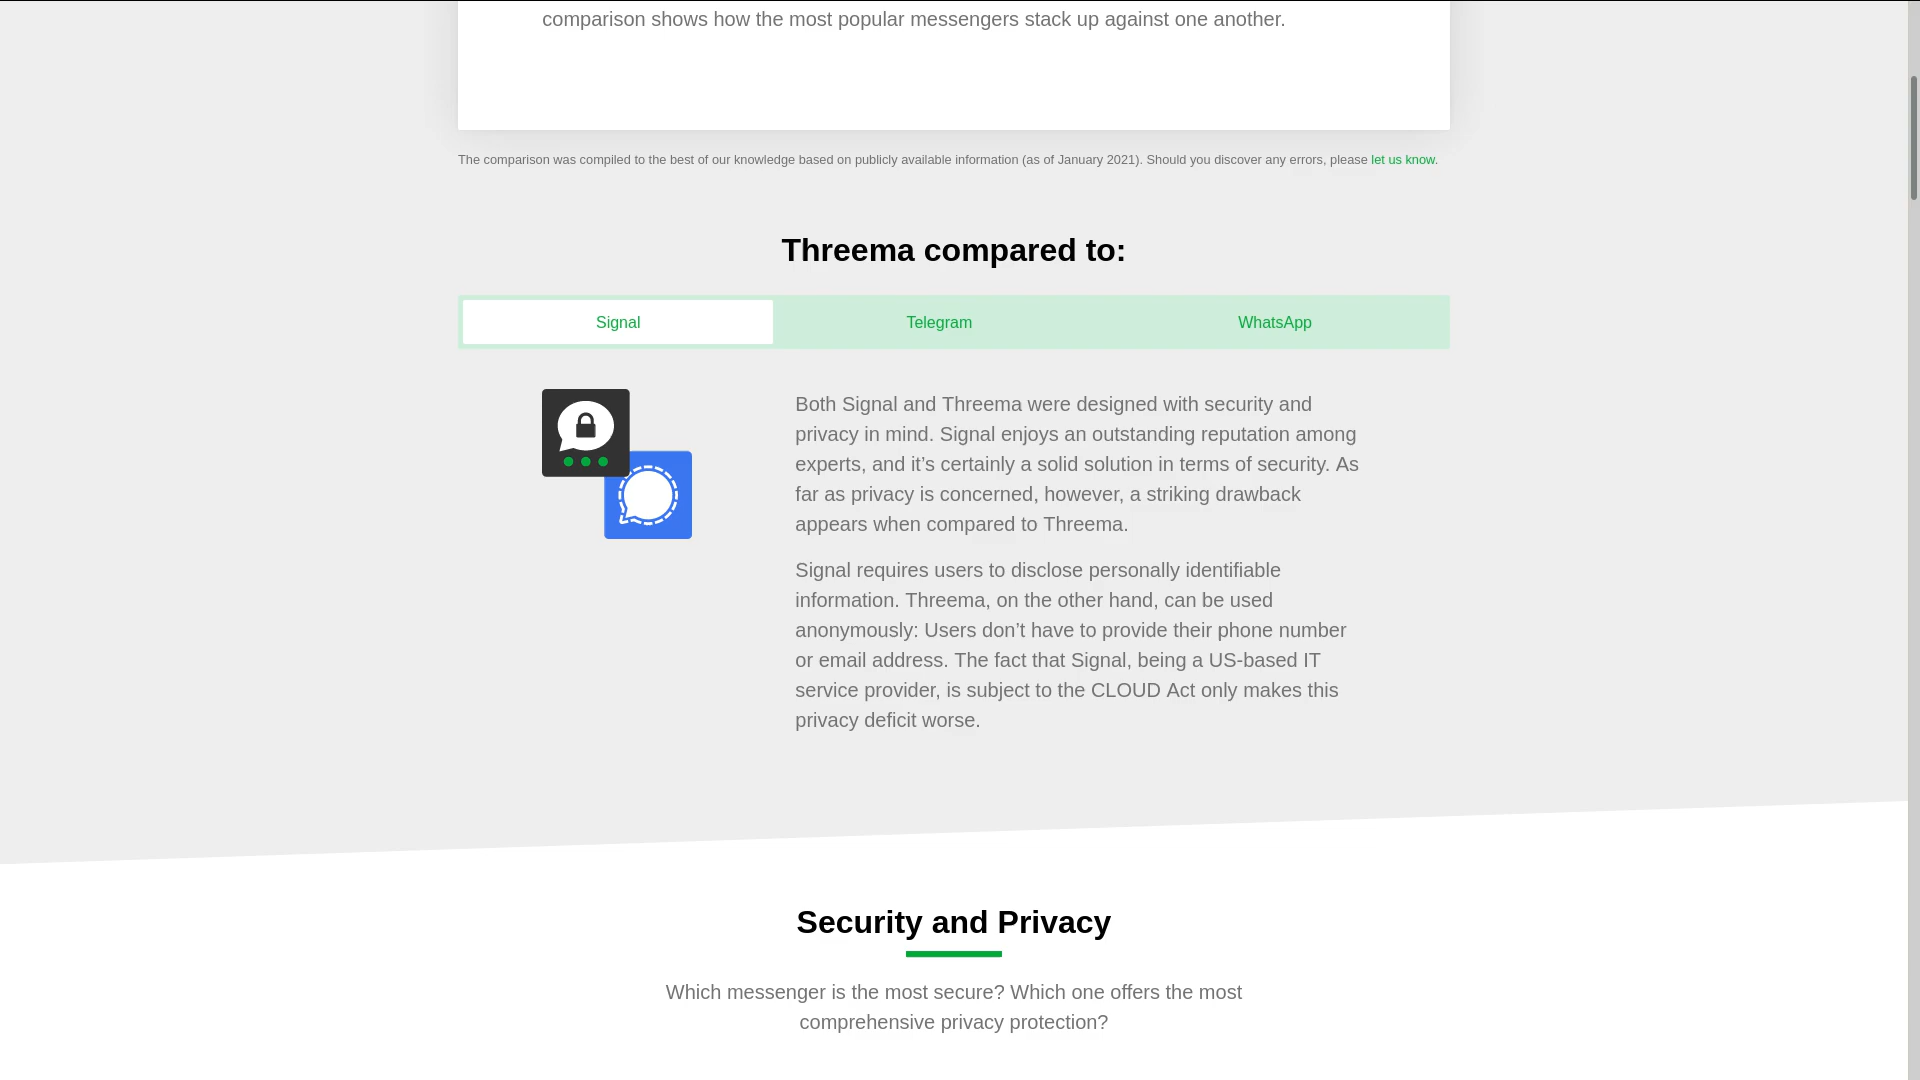 comparison shows how the most popular messengers stack up against one another.
The comparison was compiled to the best of our knowledge based on publicly available information (as of January 2021). Should you discover any errors, please let us know.
Threema compared to:
Signal
Telegram
WhatsApp
Both Signal and Threema were designed with security and
privacy in mind. Signal enjoys an outstanding reputation among
experts, and it’s certainly a solid solution in terms of security. As
far as privacy is concerned, however, a striking drawback
appears when compared to Threema.
Signal requires users to disclose personally identifiable
information. Threema, on the other hand, can be used
anonymously: Users don’t have to provide their phone number
or email address. The fact that Signal, being a US-based IT
service provider, is subject to the CLOUD Act only makes this
privacy deficit worse.
Security and Privacy
Which messenger is the most secure? Which one offers the most
comprehensive privacy protection?